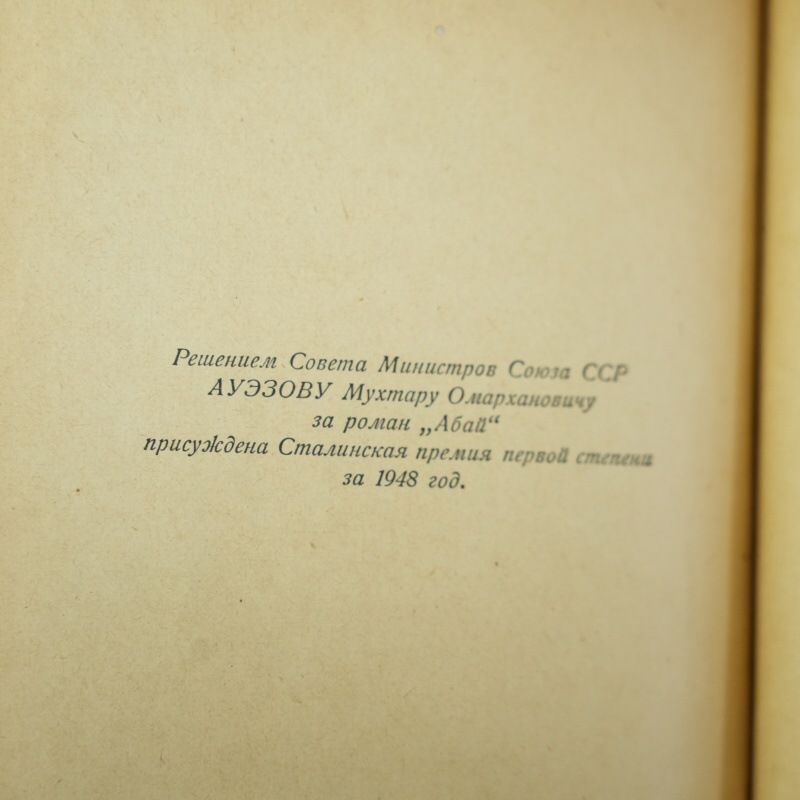 Решением Совета Министров Союза ССР
АУЭЗОВУ Мухтару Омархановичу
за роман „Абай“
присуждена Сталинская премия первой степени
за 1948 год.